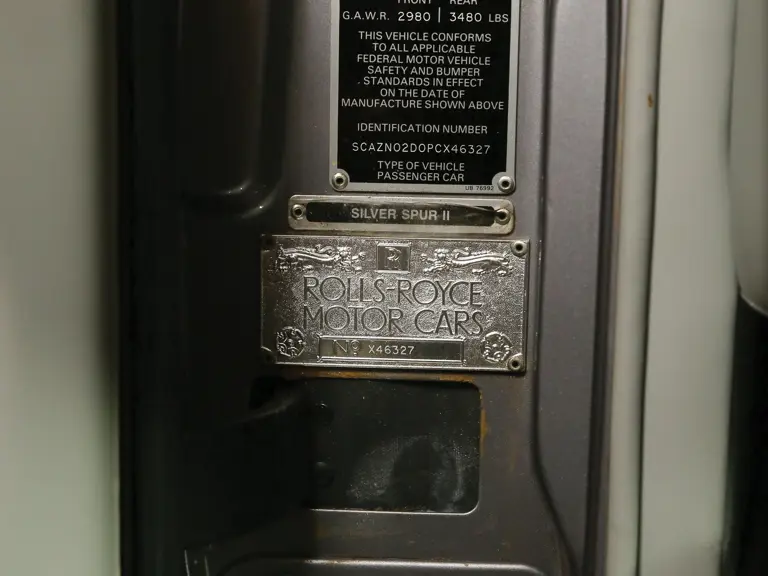 FRONT REAR
G.A.W.R. 2980 | 3480 LBS
THIS VEHICLE CONFORMS
TO ALL APPLICABLE
FEDERAL MOTOR VEHICLE
SAFETY AND BUMPER
STANDARDS IN EFFECT
ON THE DATE OF
MANUFACTURE SHOWN ABOVE
IDENTIFICATION NUMBER
SCAZN02D0PCX46327
TYPE OF VEHICLE
PASSENGER CAR
UB 76992
SILVER SPUR II
ROLLS-ROYCE
MOTOR CARS
No X46327